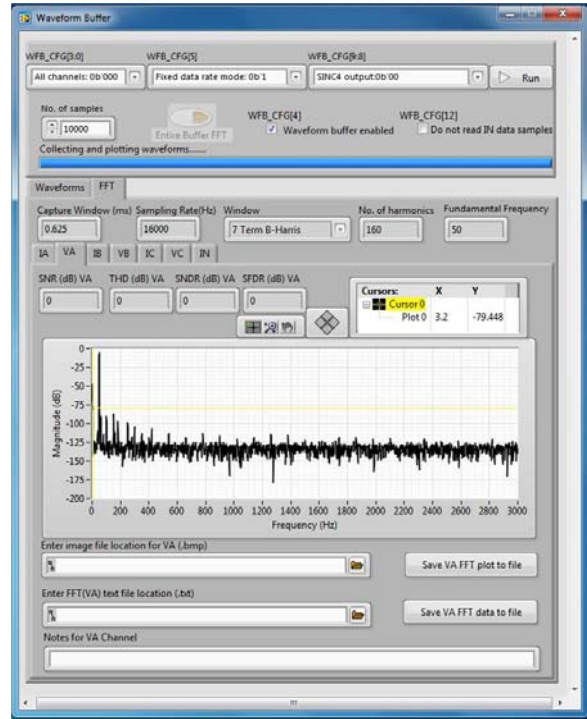 Waveform Buffer
WFB_CFG[3:0] WFB_CFG[5] WFB_CFG[9:8]
All channels: 0b'000 Fixed data rate mode: 0b'1 SINC4 output:0b'00 Run
No. of samples
10000
Entire Buffer FFT
WFB_CFG[4] WFB_CFG[12]
Waveform buffer enabled Do not read IN data samples
Collecting and plotting waveforms......
Waveforms FFT
Capture Window (ms) Sampling Rate(Hz) Window No. of harmonics Fundamental Frequency
0.625 16000 7 Term B-Harris 160 50
IA VA IB VB IC VC IN
SNR (dB) VA THD (dB) VA SNDR (dB) VA SFDR (dB) VA
0 0 0 0
Cursors: X Y
Cursor 0
Plot 0 3.2 -79.448
0
-25
-50
-75
-100
-125
-150
-175
-200
Magnitude (dB)
0 200 400 600 800 1000 1200 1400 1600 1800 2000 2200 2400 2600 2800 3000
Frequency (Hz)
Enter image file location for VA (.bmp)
Save VA FFT plot to file
Enter FFT(VA) text file location (.txt)
Save VA FFT data to file
Notes for VA Channel